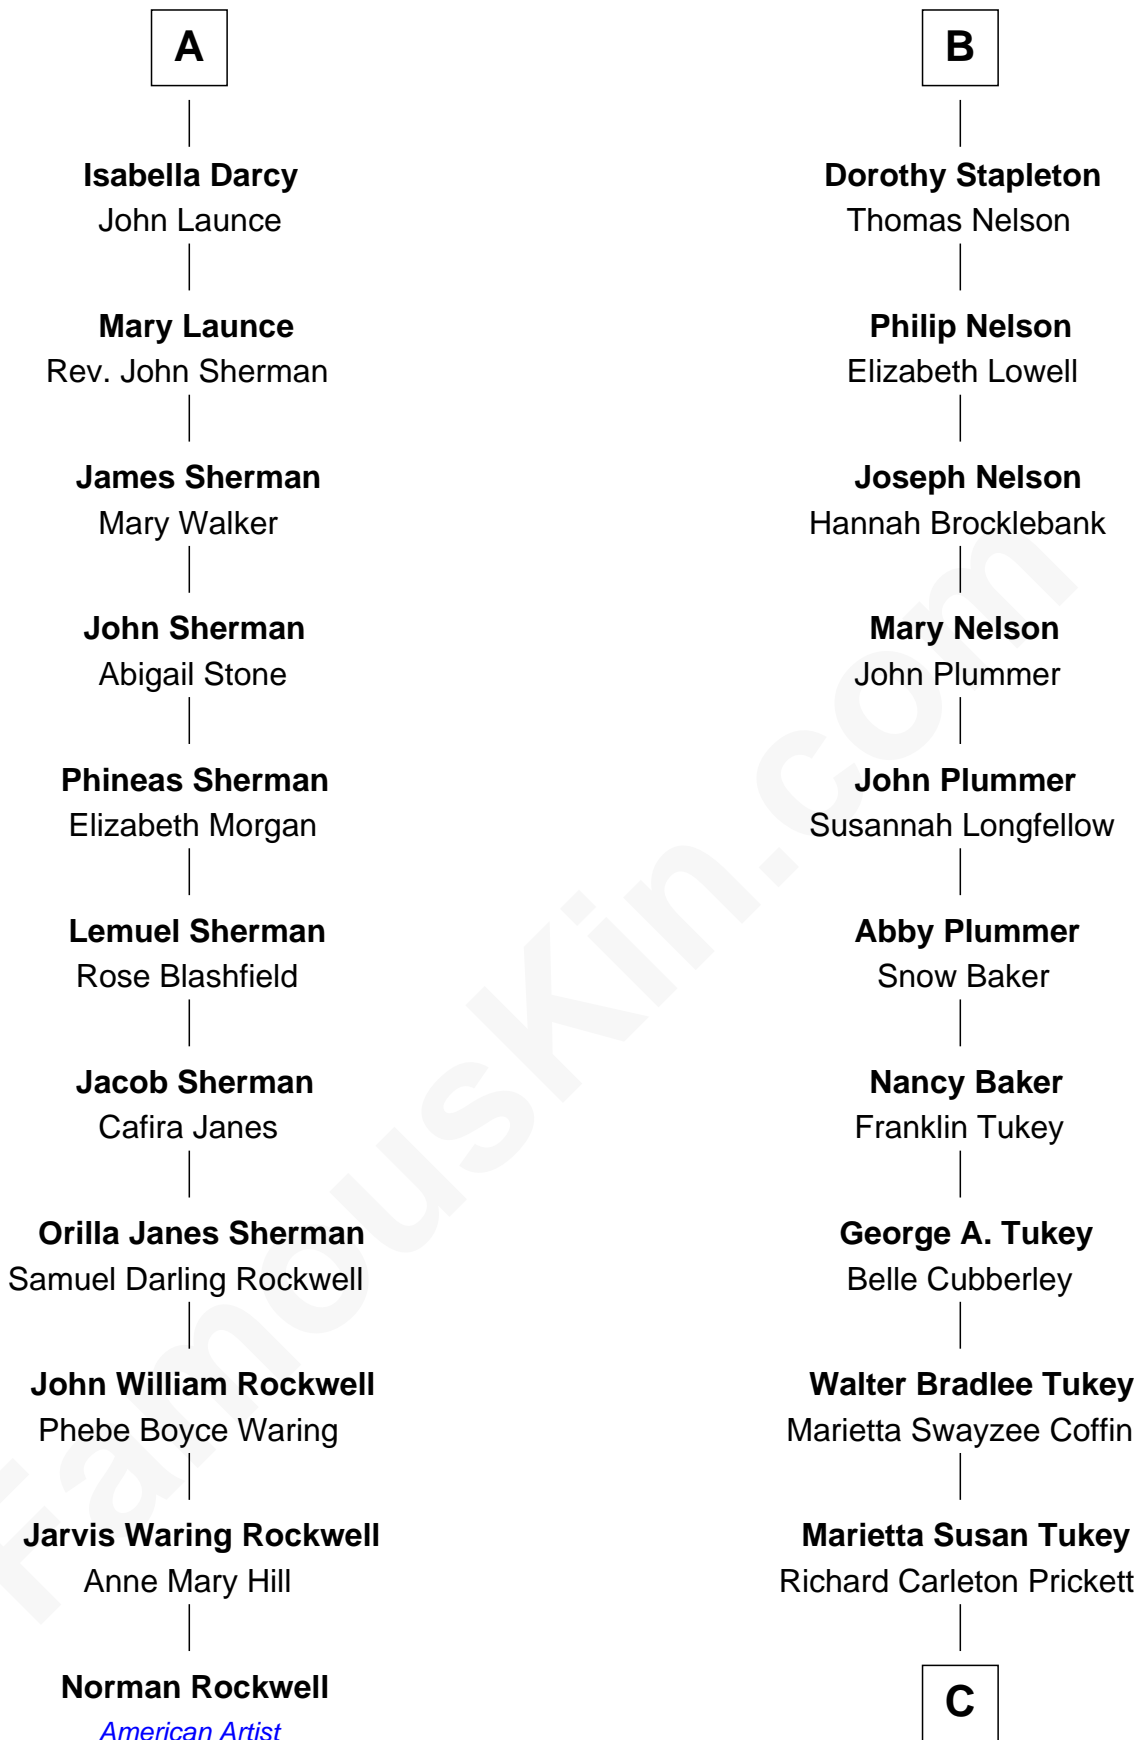 A
Isabella Darcy
John Launce
Mary Launce
Rev. John Sherman
James Sherman
Mary Walker
John Sherman
Abigail Stone
Phineas Sherman
Elizabeth Morgan
Lemuel Sherman
Rose Blashfield
Jacob Sherman
Cafira Janes
Orilla Janes Sherman
Samuel Darling Rockwell
John William Rockwell
Phebe Boyce Waring
Jarvis Waring Rockwell
Anne Mary Hill
Norman Rockwell
American Artist
B
Dorothy Stapleton
Thomas Nelson
Philip Nelson
Elizabeth Lowell
Joseph Nelson
Hannah Brocklebank
Mary Nelson
John Plummer
John Plummer
Susannah Longfellow
Abby Plummer
Snow Baker
Nancy Baker
Franklin Tukey
George A. Tukey
Belle Cubberley
Walter Bradlee Tukey
Marietta Swayzee Coffin
Marietta Susan Tukey
Richard Carleton Prickett
C
FamousKin.com